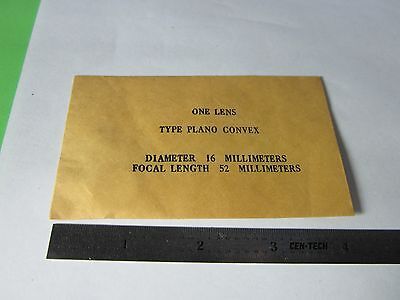 ONE LENS
TYPE PLANO CONVEX
DIAMETER 16 MILLIMETERS
FOCAL LENGTH 52 MILLIMETERS
1 2 3 CEN-TECH 4